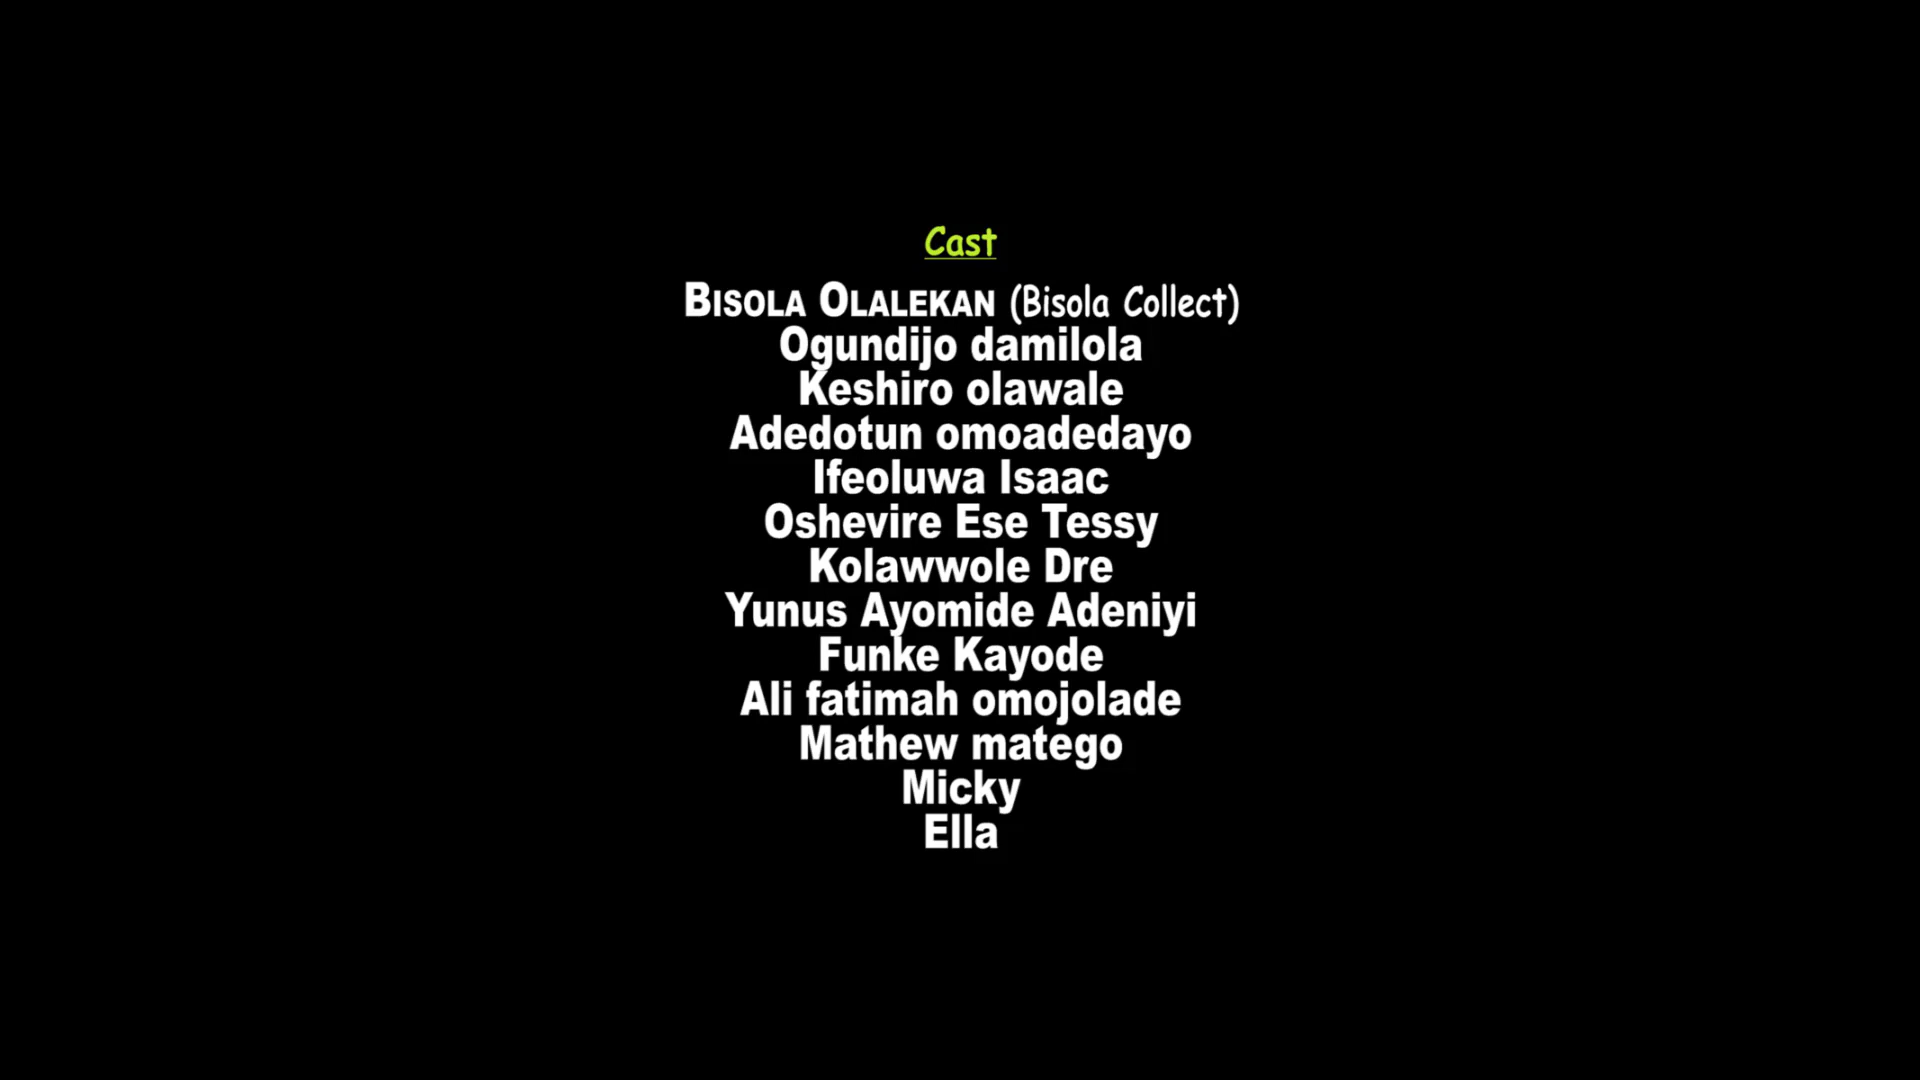 Cast
BISOLA OLALEKAN (Bisola Collect)
Ogundijo damilola
Keshiro olawale
Adedotun omoadedayo
Ifeoluwa Isaac
Oshevire Ese Tessy
Kolawwole Dre
Yunus Ayomide Adeniyi
Funke Kayode
Ali fatimah omojolade
Mathew matego
Micky
Ella